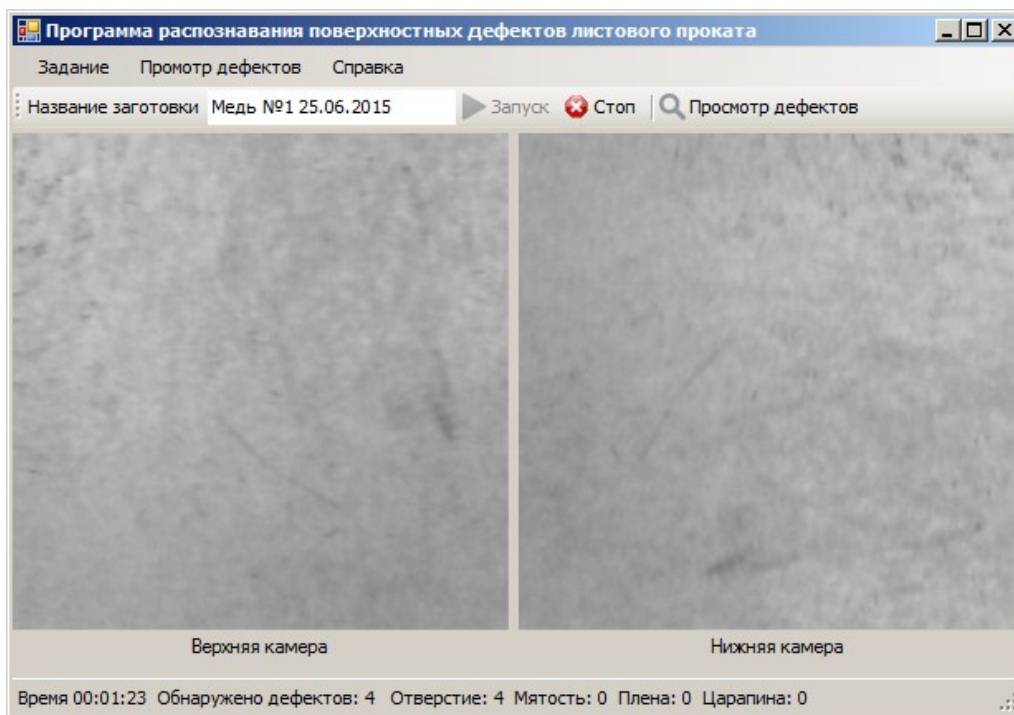 Программа распознавания поверхностных дефектов листового проката
Задание Промотр дефектов Справка
Название заготовки Медь №1 25.06.2015 Запуск Стоп Просмотр дефектов
Верхняя камера Нижняя камера
Время 00:01:23 Обнаружено дефектов: 4 Отверстие: 4 Мятость: 0 Плена: 0 Царапина: 0